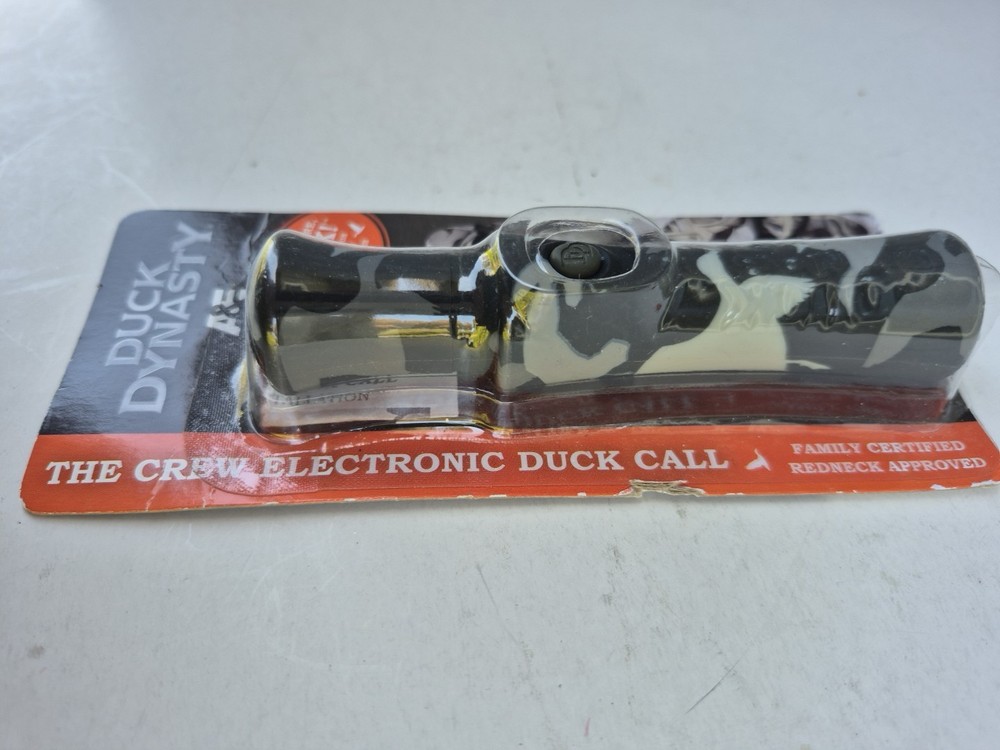 DUCK
DYNASTY
A&E
THE CREW ELECTRONIC DUCK CALL
FAMILY CERTIFIED
REDNECK APPROVED